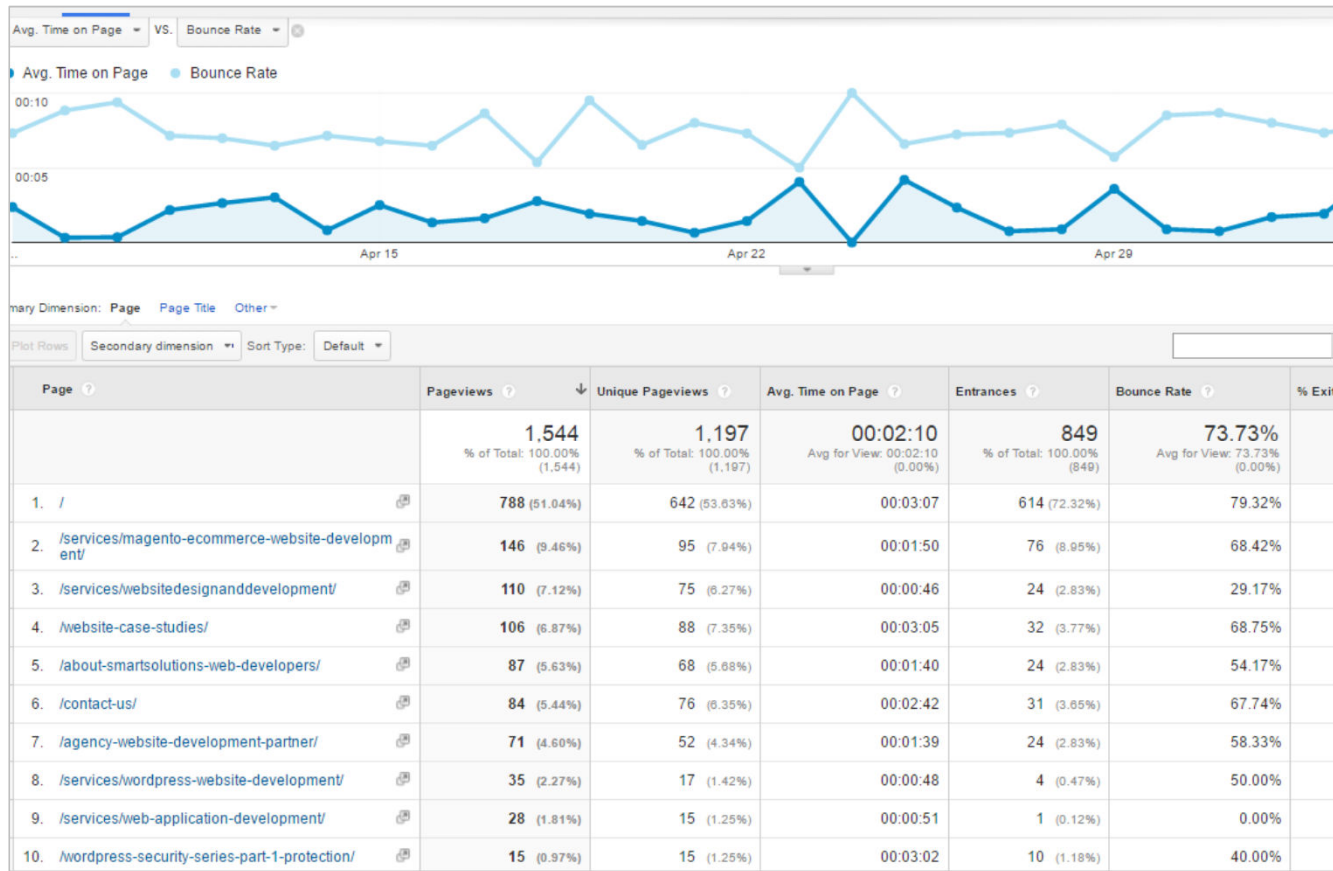 Avg. Time on Page VS. Bounce Rate
Avg. Time on Page Bounce Rate
00:10
00:05
... Apr 15 Apr 22 Apr 29
mary Dimension: Page Page Title Other
Plot Rows Secondary dimension Sort Type: Default
Page ? Pageviews ? Unique Pageviews ? Avg. Time on Page ? Entrances ? Bounce Rate ? % Exit
1,544 1,197 00:02:10 849 73.73%
% of Total: 100.00% % of Total: 100.00% Avg for View: 00:02:10 % of Total: 100.00% Avg for View: 73.73%
(1,544) (1,197) (0.00%) (849) (0.00%)
1. / 788 (51.04%) 642 (53.63%) 00:03:07 614 (72.32%) 79.32%
2. /services/magento-ecommerce-website-developm 146 (9.46%) 95 (7.94%) 00:01:50 76 (8.95%) 68.42%
ent/
3. /services/websitedesignanddevelopment/ 110 (7.12%) 75 (6.27%) 00:00:46 24 (2.83%) 29.17%
4. /website-case-studies/ 106 (6.87%) 88 (7.35%) 00:03:05 32 (3.77%) 68.75%
5. /about-smartsolutions-web-developers/ 87 (5.63%) 68 (5.68%) 00:01:40 24 (2.83%) 54.17%
6. /contact-us/ 84 (5.44%) 76 (6.35%) 00:02:42 31 (3.65%) 67.74%
7. /agency-website-development-partner/ 71 (4.60%) 52 (4.34%) 00:01:39 24 (2.83%) 58.33%
8. /services/wordpress-website-development/ 35 (2.27%) 17 (1.42%) 00:00:48 4 (0.47%) 50.00%
9. /services/web-application-development/ 28 (1.81%) 15 (1.25%) 00:00:51 1 (0.12%) 0.00%
10. /wordpress-security-series-part-1-protection/ 15 (0.97%) 15 (1.25%) 00:03:02 10 (1.18%) 40.00%